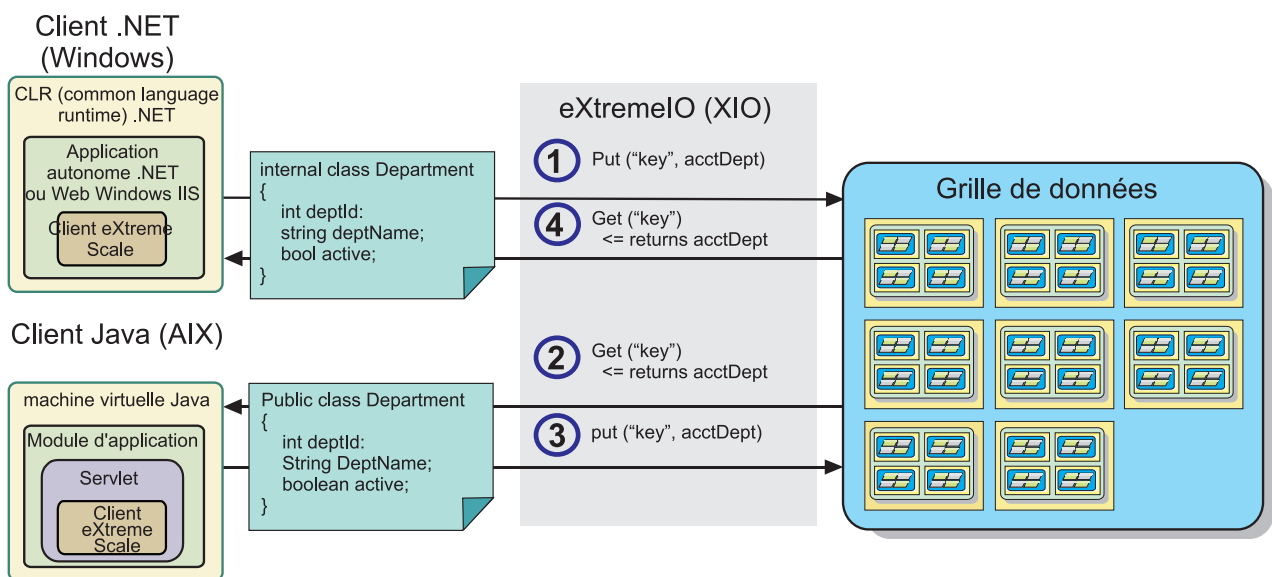 Client .NET
(Windows)
CLR (common language
runtime) .NET
Application
autonome .NET
ou Web Windows IIS
Client eXtreme
Scale
internal class Department
{
int deptId:
string deptName;
bool active;
}
eXtremeIO (XIO)
1 Put (“key”, acctDept)
4 Get (“key”)
<= returns acctDept
Grille de données
Client Java (AIX)
machine virtuelle Java
Module d'application
Servlet
Client
eXtreme
Scale
Public class Department
{
int deptId:
String DeptName;
boolean active;
}
2 Get (“key”)
<= returns acctDept
3 put (“key”, acctDept)